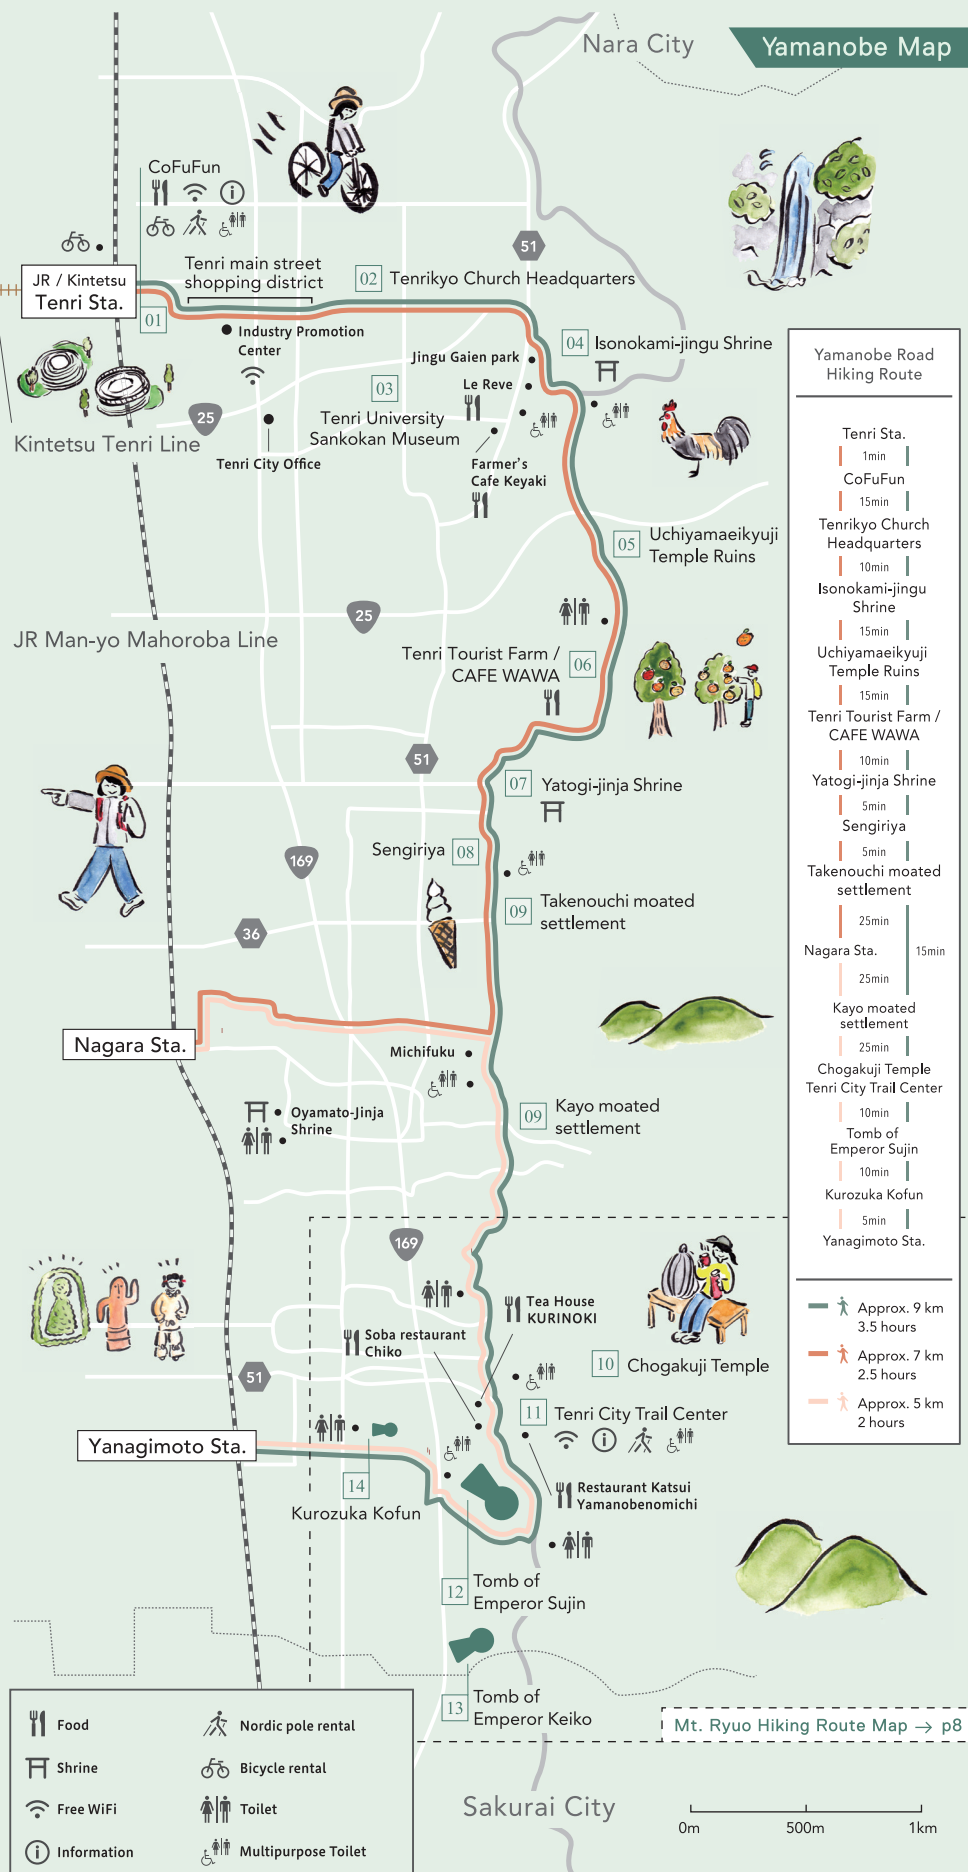 Nara City
Yamanobe Map
CoFuFun
51
JR / Kintetsu
Tenri Sta.
01
Tenri main street
shopping district
02 Tenrikyo Church Headquarters
Industry Promotion
Center
Jingu Gaien park
04 Isonokami-jingu Shrine
Le Reve
03
Tenri University
Sankokan Museum
25
Kintetsu Tenri Line
Tenri City Office
Farmer's
Cafe Keyaki
05 Uchiyamaeikyuji
Temple Ruins
25
JR Man-yo Mahoroba Line
Tenri Tourist Farm /
CAFE WAWA
06
51
07 Yatogi-jinja Shrine
Sengiriya 08
169
09 Takenouchi moated
settlement
36
Nagara Sta.
Michifuku
Oyamato-Jinja
Shrine
09 Kayo moated
settlement
169
Tea House
KURINOKI
Soba restaurant
Chiko
10 Chogakuji Temple
51
11 Tenri City Trail Center
Yanagimoto Sta.
14
Kurozuka Kofun
Restaurant Katsui
Yamanobenomichi
12 Tomb of
Emperor Sujin
13 Tomb of
Emperor Keiko
Mt. Ryuo Hiking Route Map → p8
Sakurai City
0m 500m 1km
Yamanobe Road
Hiking Route
Tenri Sta.
1min
CoFuFun
15min
Tenrikyo Church
Headquarters
10min
Isonokami-jingu
Shrine
15min
Uchiyamaeikyuji
Temple Ruins
15min
Tenri Tourist Farm /
CAFE WAWA
10min
Yatogi-jinja Shrine
5min
Sengiriya
5min
Takenouchi moated
settlement
25min
Nagara Sta. 15min
25min
Kayo moated
settlement
25min
Chogakuji Temple
Tenri City Trail Center
10min
Tomb of
Emperor Sujin
10min
Kurozuka Kofun
5min
Yanagimoto Sta.
Approx. 9 km
3.5 hours
Approx. 7 km
2.5 hours
Approx. 5 km
2 hours
Food
Nordic pole rental
Shrine
Bicycle rental
Free WiFi
Toilet
Information
Multipurpose Toilet